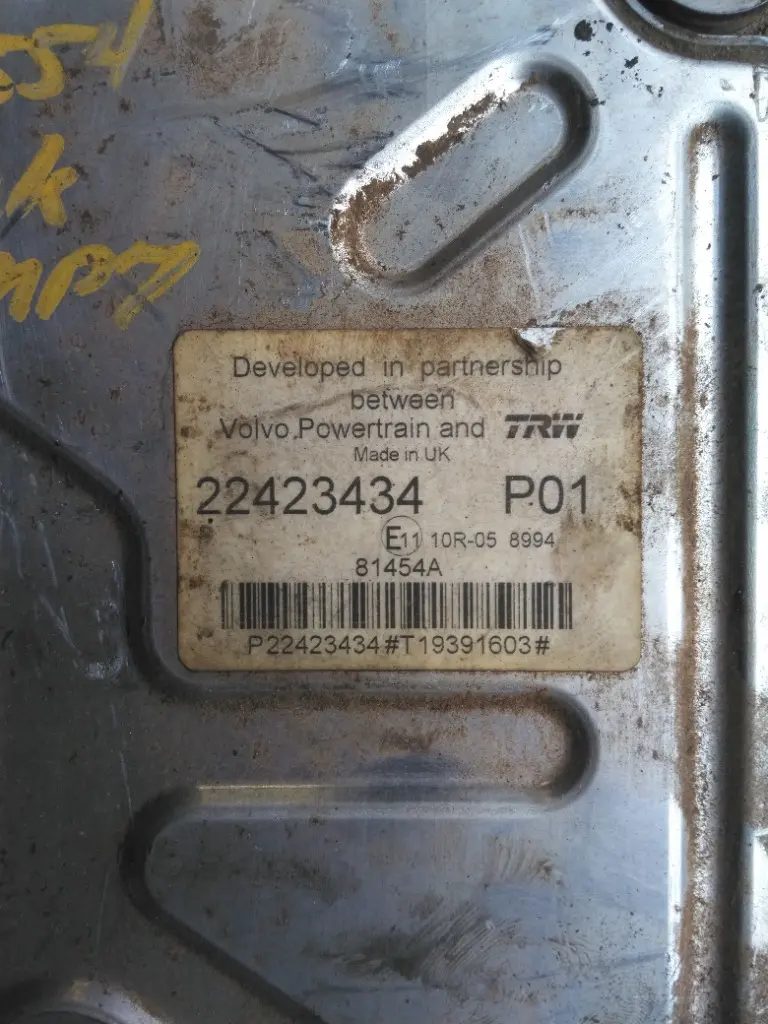 554
k
Developed in partnership
between
Volvo Powertrain and TRW
Made in UK
22423434 P01
E11 10R-05 8994
81454A
P22423434#T19391603#